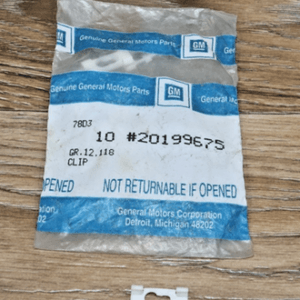 Genuine General Motors Parts GM
Genuine General Motors Parts GM Genuine General
78D3
10 #20199675
GR.12.118
CLIP
OPENED NOT RETURNABLE IF OPENED
General Motors Corporation
Detroit, Michigan 48202